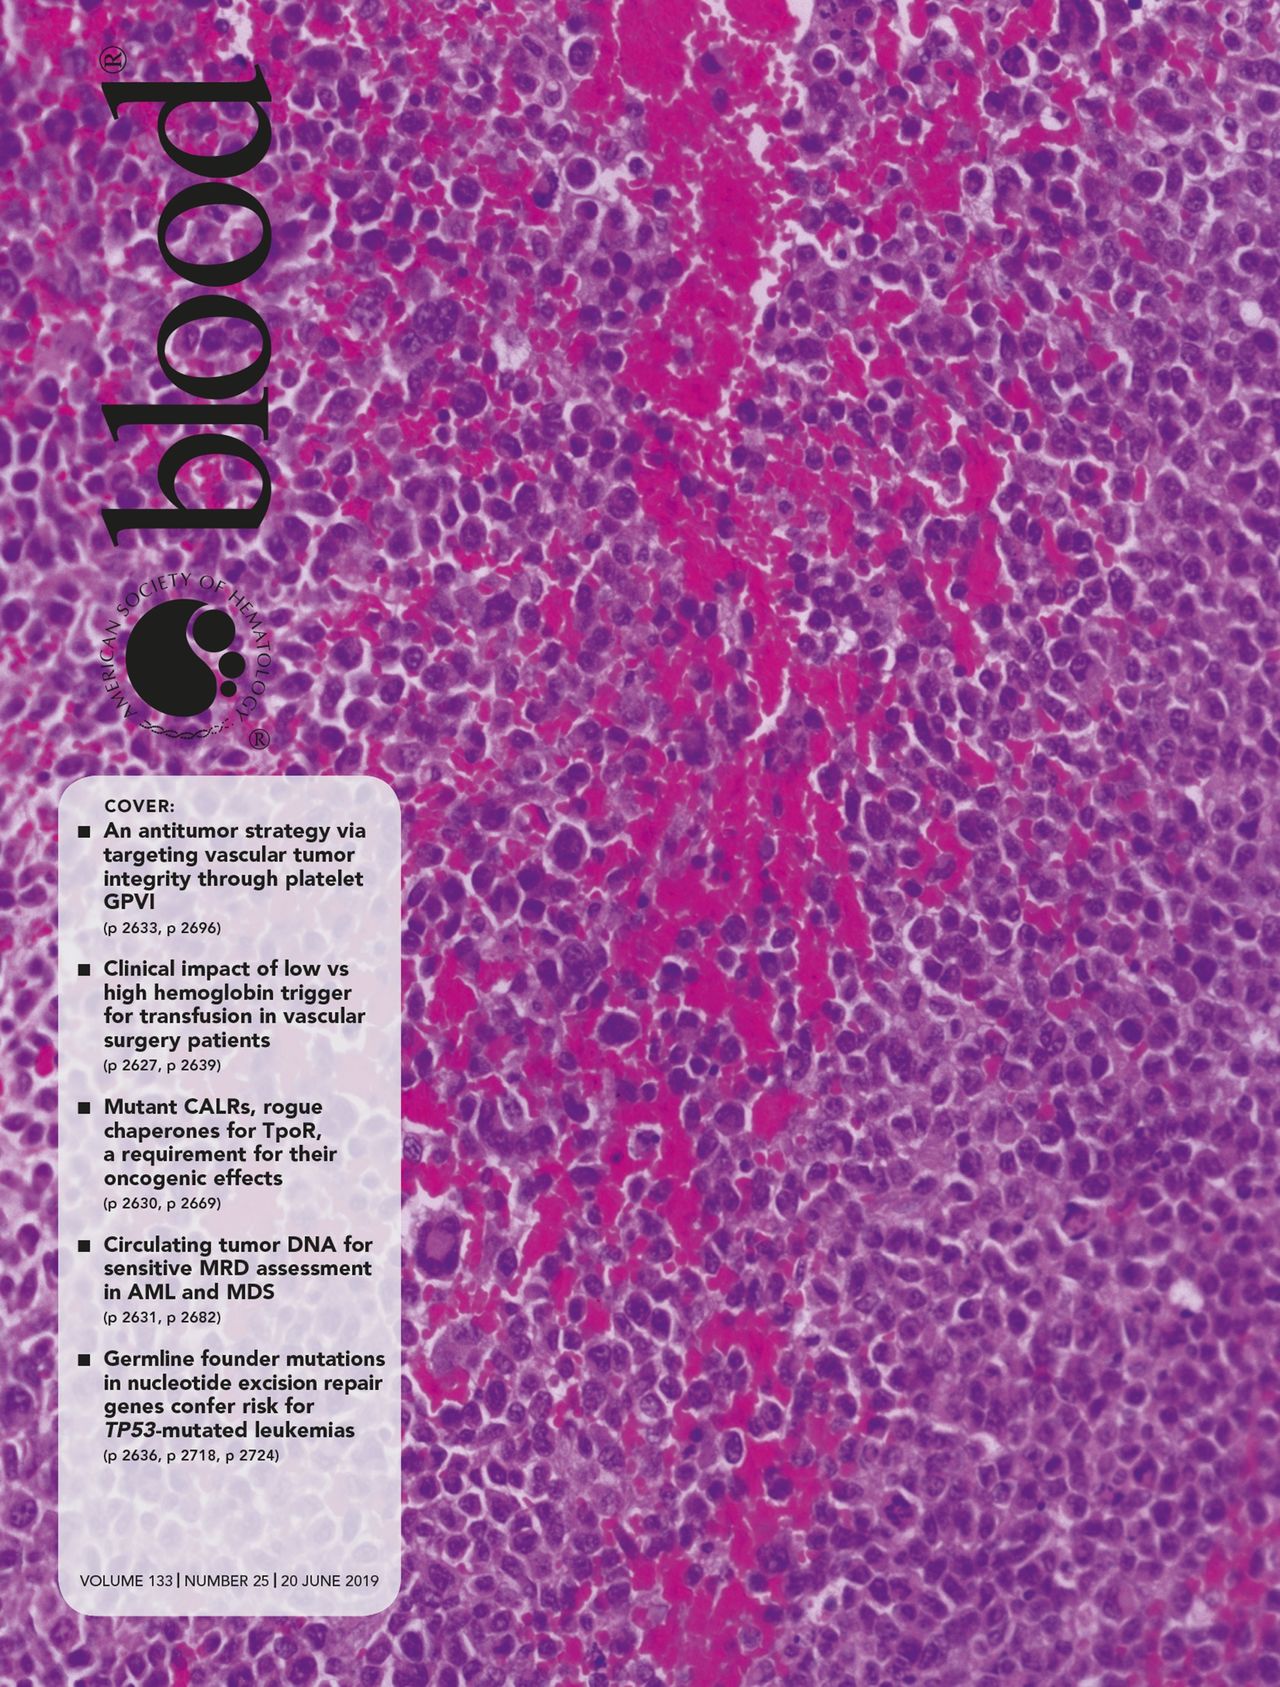 blood®
AMERICAN SOCIETY OF HEMATOLOGY
®
COVER:
■ An antitumor strategy via
targeting vascular tumor
integrity through platelet
GPVI
(p 2633, p 2696)
■ Clinical impact of low vs
high hemoglobin trigger
for transfusion in vascular
surgery patients
(p 2627, p 2639)
■ Mutant CALRs, rogue
chaperones for TpoR,
a requirement for their
oncogenic effects
(p 2630, p 2669)
■ Circulating tumor DNA for
sensitive MRD assessment
in AML and MDS
(p 2631, p 2682)
■ Germline founder mutations
in nucleotide excision repair
genes confer risk for
TP53-mutated leukemias
(p 2636, p 2718, p 2724)
VOLUME 133 | NUMBER 25 | 20 JUNE 2019